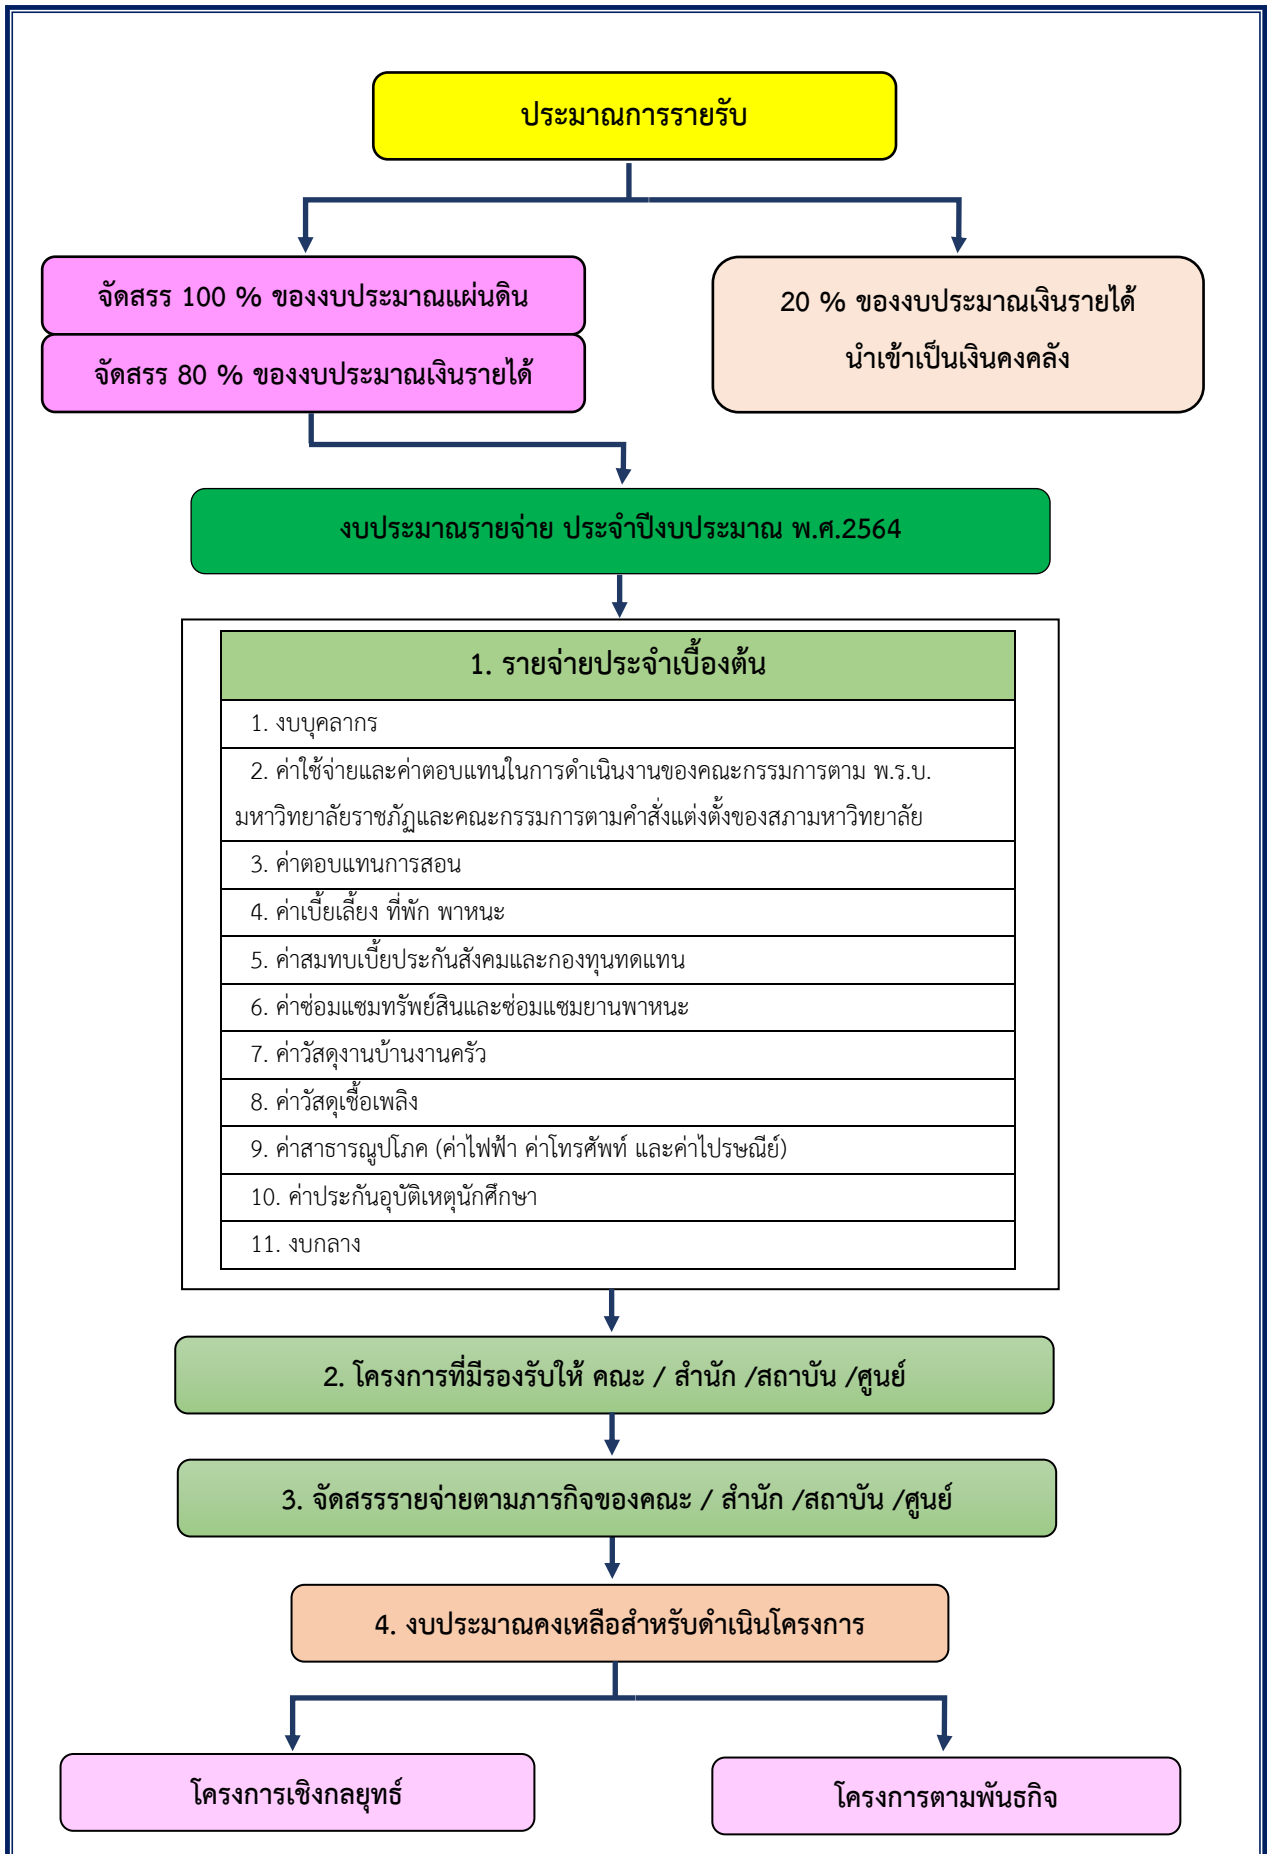 ประมาณการรายรับ
จัดสรร 100 % ของงบประมาณแผ่นดิน
จัดสรร 80 % ของงบประมาณเงินรายได้
20 % ของงบประมาณเงินรายได้
นำเข้าเป็นเงินคงคลัง
งบประมาณรายจ่าย ประจำปีงบประมาณ พ.ศ.2564
1. รายจ่ายประจำเบื้องต้น
1. งบบุคลากร
2. ค่าใช้จ่ายและค่าตอบแทนในการดำเนินงานของคณะกรรมการตาม พ.ร.บ.
มหาวิทยาลัยราชภัฏและคณะกรรมการตามคำสั่งแต่งตั้งของสภามหาวิทยาลัย
3. ค่าตอบแทนการสอน
4. ค่าเบี้ยเลี้ยง ที่พัก พาหนะ
5. ค่าสมทบเบี้ยประกันสังคมและกองทุนทดแทน
6. ค่าซ่อมแซมทรัพย์สินและซ่อมแซมยานพาหนะ
7. ค่าวัสดุงานบ้านงานครัว
8. ค่าวัสดุเชื้อเพลิง
9. ค่าสาธารณูปโภค (ค่าไฟฟ้า ค่าโทรศัพท์ และค่าไปรษณีย์)
10. ค่าประกันอุบัติเหตุนักศึกษา
11. งบกลาง
2. โครงการที่มีรองรับให้ คณะ / สำนัก /สถาบัน /ศูนย์
3. จัดสรรรายจ่ายตามภารกิจของคณะ / สำนัก /สถาบัน /ศูนย์
4. งบประมาณคงเหลือสำหรับดำเนินโครงการ
โครงการเชิงกลยุทธ์
โครงการตามพันธกิจ